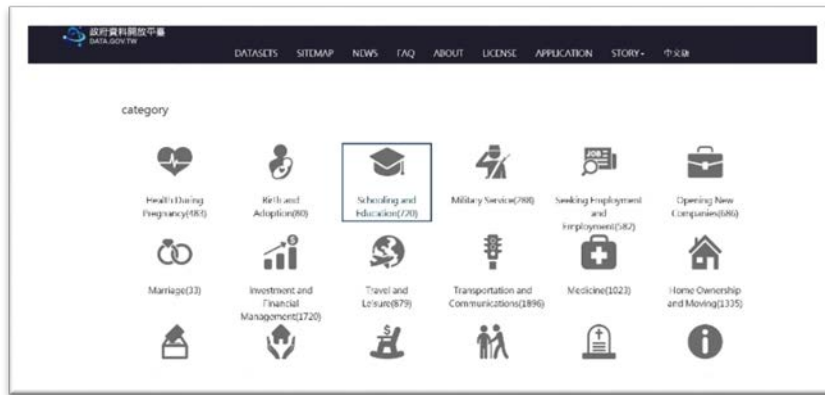 政府資料開放平臺
DATA.GOV.TW
DATASETS SITEMAP NEWS FAQ ABOUT LICENSE APPLICATION STORY 中文版
category
Health During
Pregnancy(483)
Birth and
Adoption(80)
Schooling and
Education(720)
Military Service(288)
Seeking Employment
and
Employment(582)
Opening New
Companies(686)
JOB
Marriage(33)
Investment and
Financial
Management(1720)
Travel and
Leisure(879)
Transportation and
Communications(1896)
Medicine(1023)
Home Ownership
and Moving(1335)